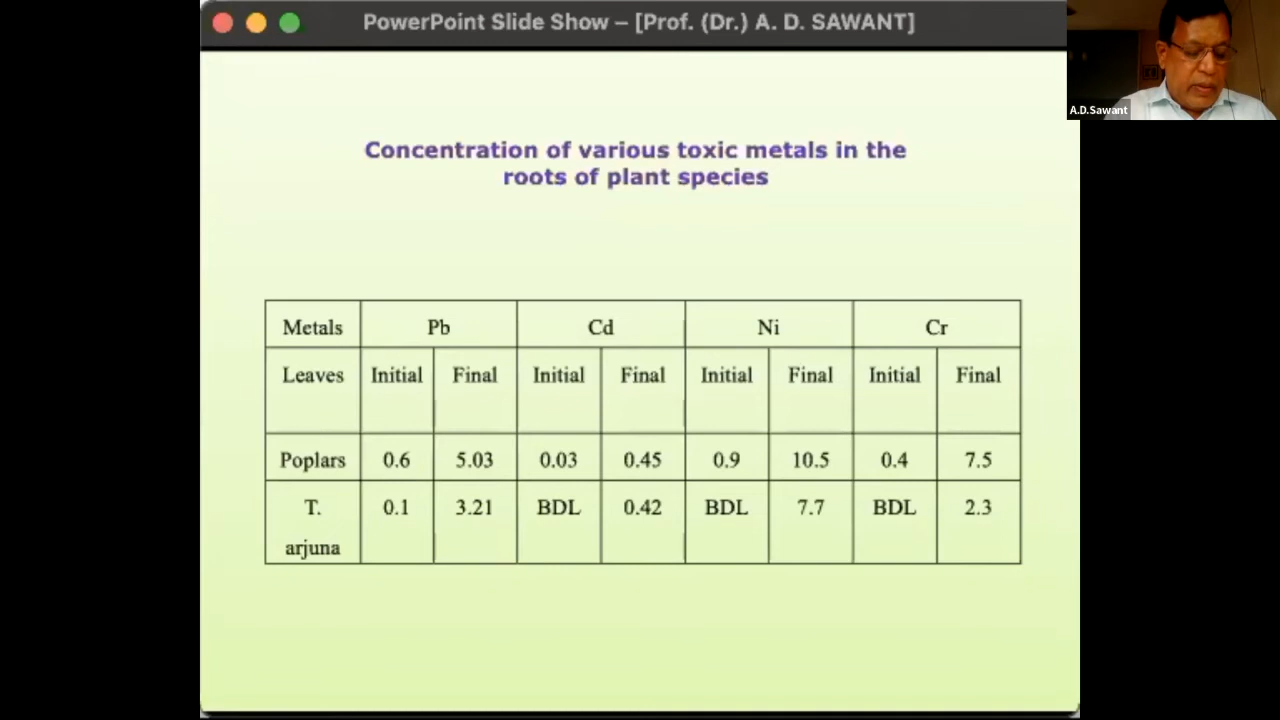 PowerPoint Slide Show – [Prof. (Dr.) A. D. SAWANT]
A.D.Sawant
Concentration of various toxic metals in the
roots of plant species
Metals Pb Cd Ni Cr
Leaves Initial Final Initial Final Initial Final Initial Final
Poplars 0.6 5.03 0.03 0.45 0.9 10.5 0.4 7.5
T. 0.1 3.21 BDL 0.42 BDL 7.7 BDL 2.3
arjuna